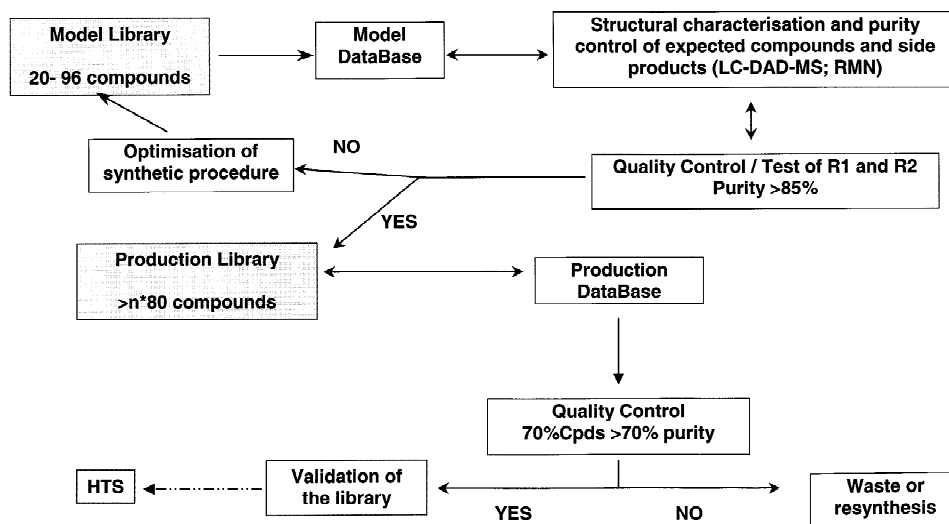 Model Library
20- 96 compounds
Model
DataBase
Structural characterisation and purity
control of expected compounds and side
products (LC-DAD-MS; RMN)
Optimisation of
synthetic procedure
NO
Quality Control / Test of R1 and R2
Purity >85%
YES
Production Library
>n*80 compounds
Production
DataBase
Quality Control
70%Cpds >70% purity
HTS
Validation of
the library
YES
NO
Waste or
resynthesis